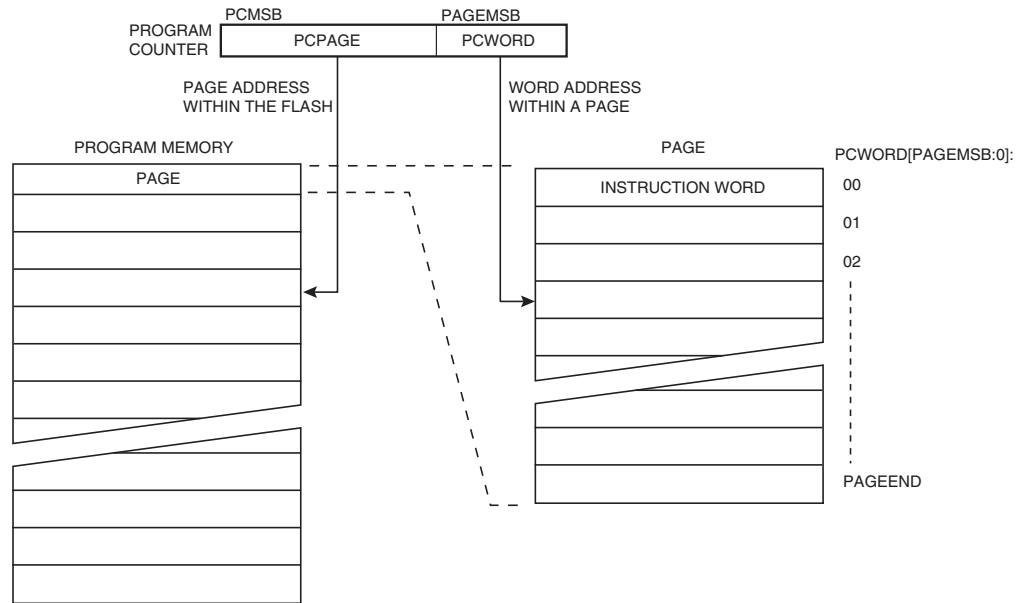 PCMSB
PAGEMSB
PROGRAM
COUNTER
PCPAGE
PCWORD
PAGE ADDRESS
WITHIN THE FLASH
WORD ADDRESS
WITHIN A PAGE
PROGRAM MEMORY
PAGE
PAGE
PCWORD[PAGEMSB:0]:
INSTRUCTION WORD
00
01
02
PAGEEND